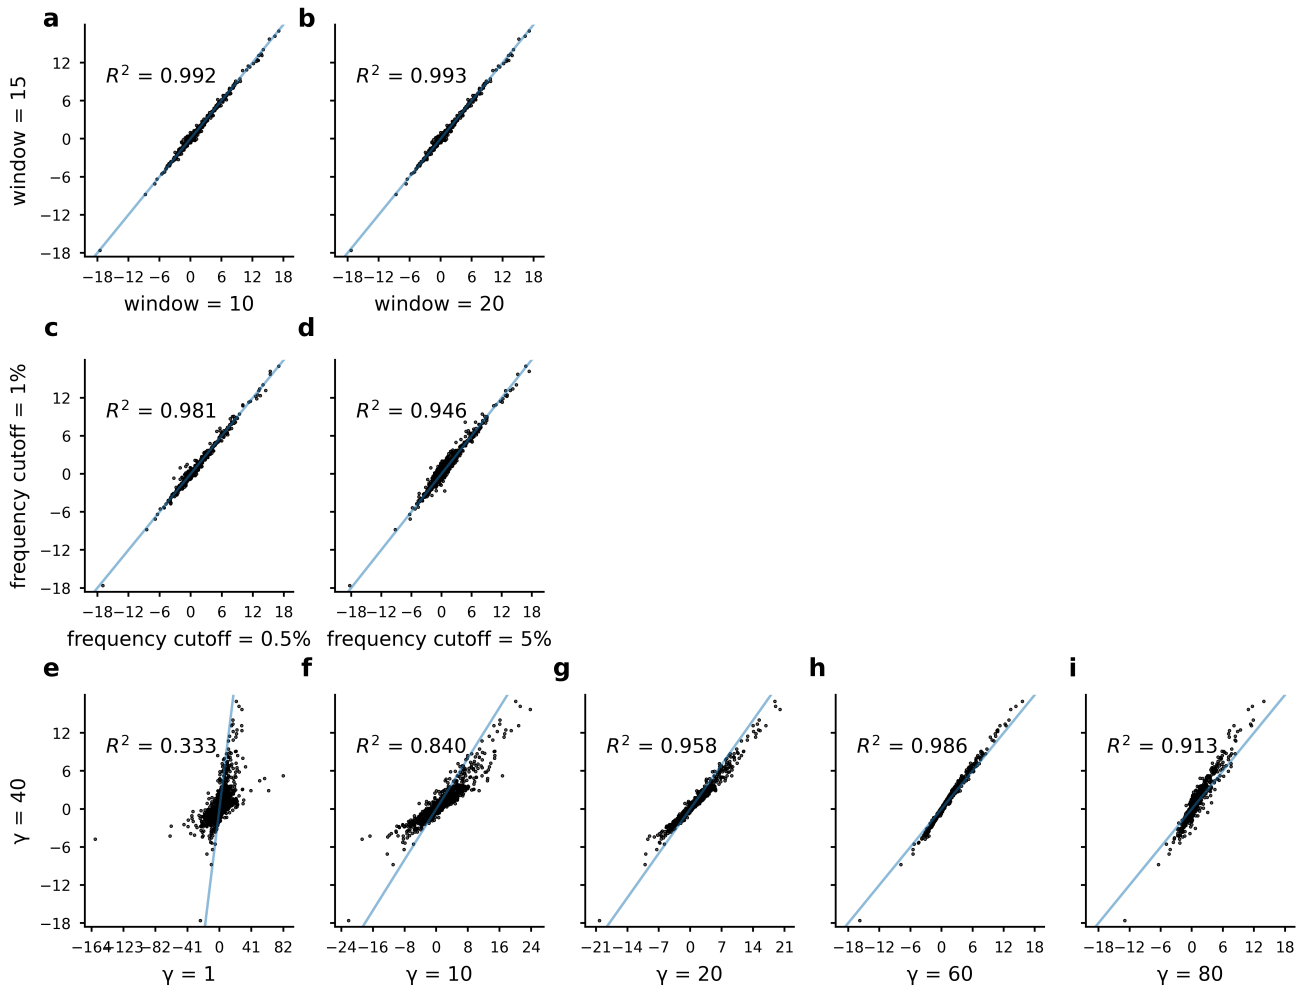 a b
R² = 0.992 R² = 0.993
window = 15
12
6
0
−6
−12
−18
−18 −12 −6 0 6 12 18 −18 −12 −6 0 6 12 18
window = 10 window = 20
c d
R² = 0.981 R² = 0.946
frequency cutoff = 1%
12
6
0
−6
−12
−18
−18 −12 −6 0 6 12 18 −18 −12 −6 0 6 12 18
frequency cutoff = 0.5% frequency cutoff = 5%
e f g h i
R² = 0.333 R² = 0.840 R² = 0.958 R² = 0.986 R² = 0.913
γ = 40
12
6
0
−6
−12
−18
−164 −123 −82 −41 0 41 82 −24 −16 −8 0 8 16 24 −21 −14 −7 0 7 14 21 −18 −12 −6 0 6 12 18 −18 −12 −6 0 6 12 18
γ = 1 γ = 10 γ = 20 γ = 60 γ = 80